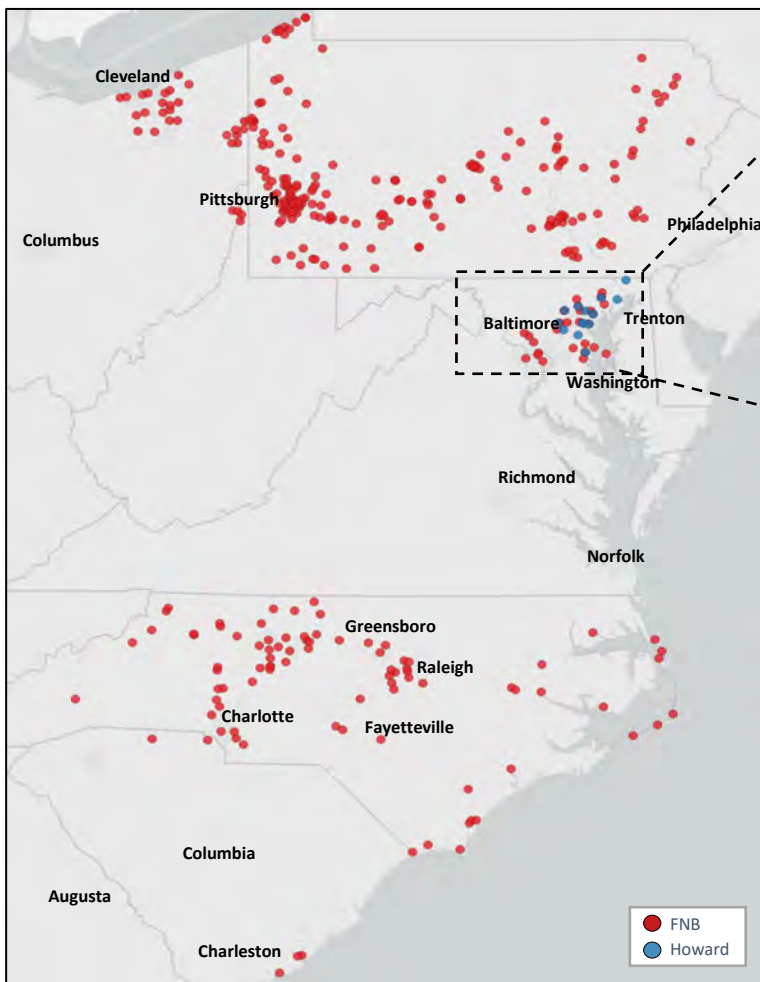 Cleveland
Pittsburgh
Columbus
Philadelphia
Baltimore
Trenton
Washington
Richmond
Norfolk
Greensboro
Raleigh
Charlotte
Fayetteville
Columbia
Augusta
Charleston
FNB
Howard